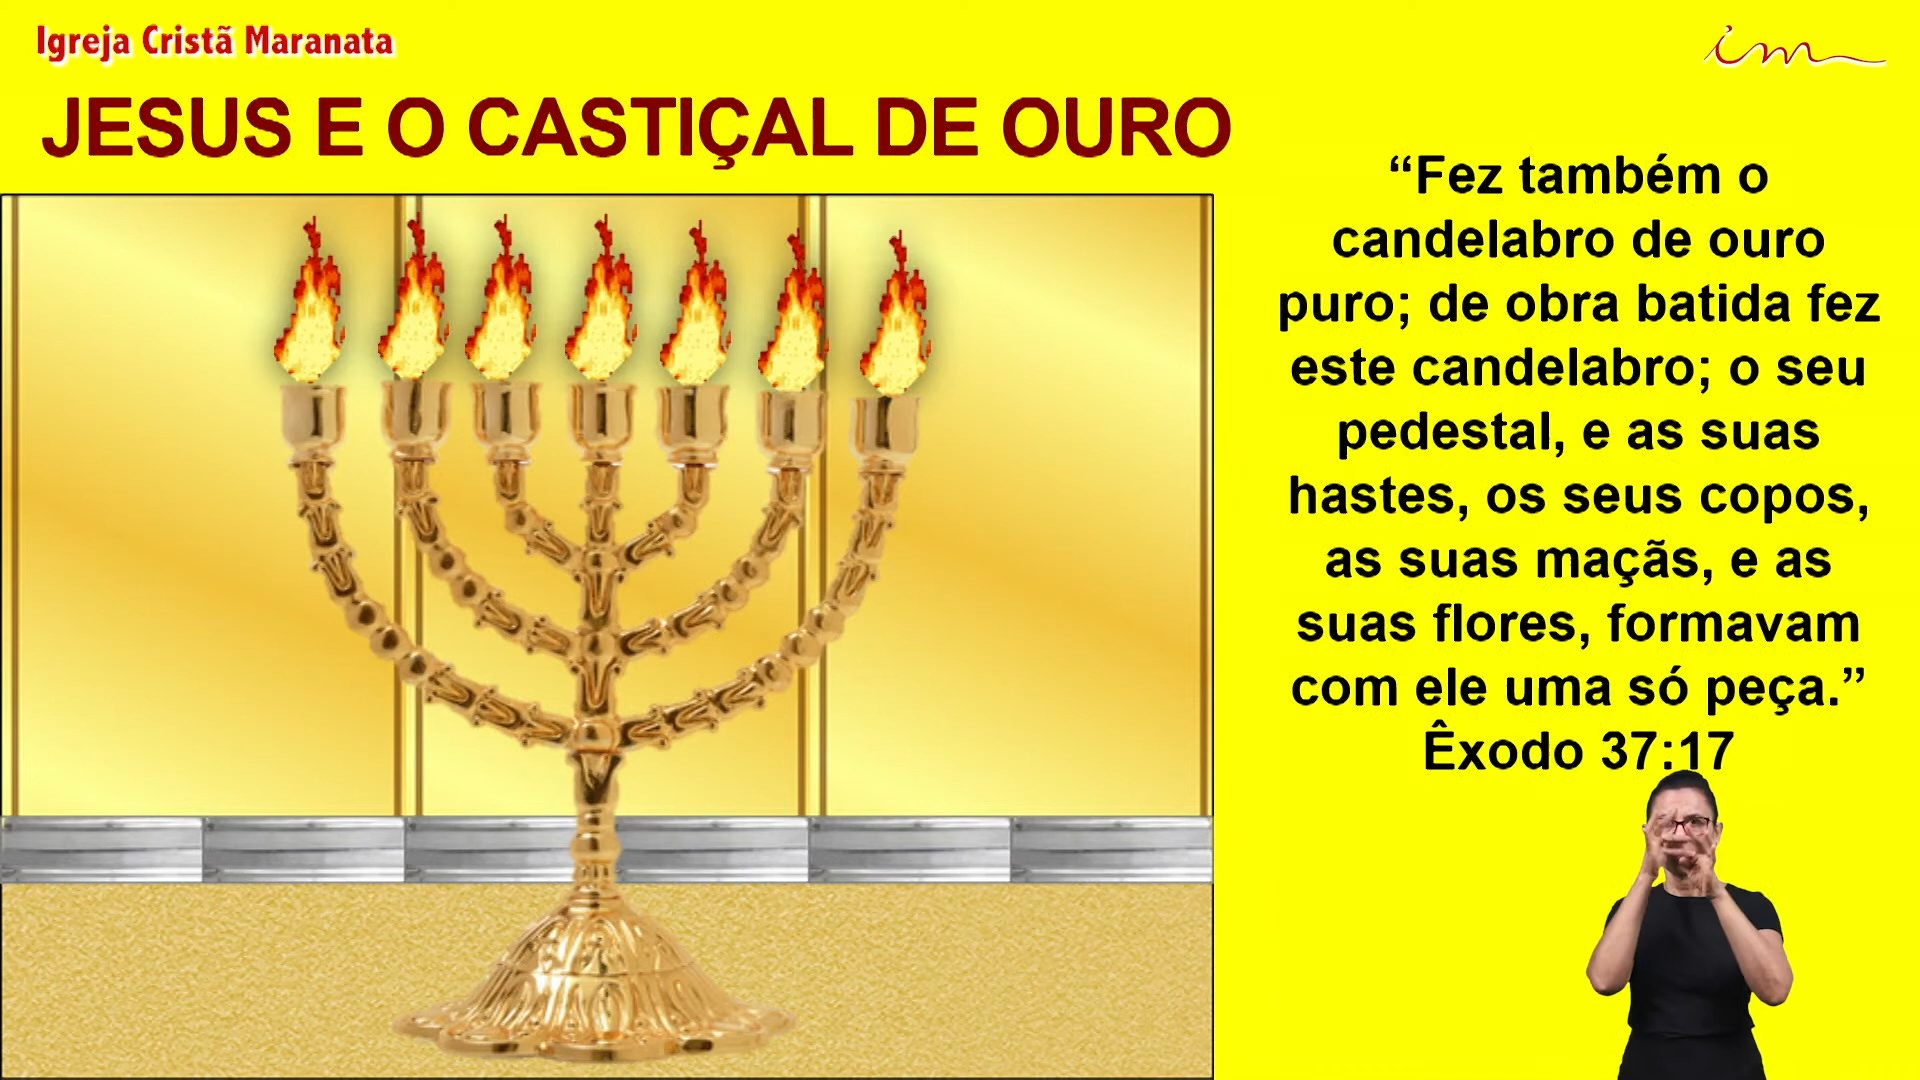 Igreja Cristã Maranata
im
JESUS E O CASTIÇAL DE OURO
“Fez também o
candelabro de ouro
puro; de obra batida fez
este candelabro; o seu
pedestal, e as suas
hastes, os seus copos,
as suas maçãs, e as
suas flores, formavam
com ele uma só peça.”
Êxodo 37:17